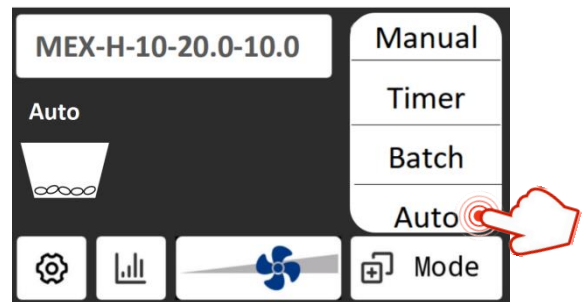 MEX-H-10-20.0-10.0
Manual
Timer
Batch
Auto
Auto
Mode